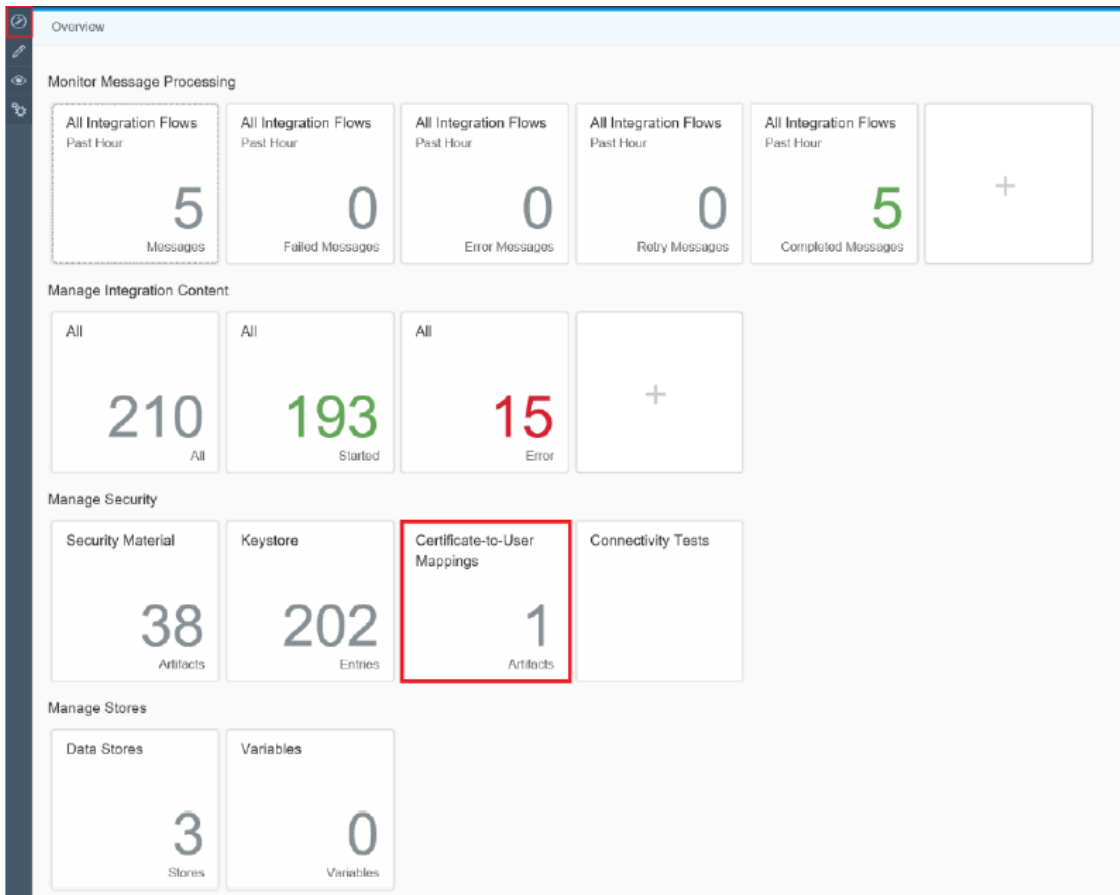 Overview
Monitor Message Processing
All Integration Flows
Past Hour
5
Messages
All Integration Flows
Past Hour
0
Failed Messages
All Integration Flows
Past Hour
0
Error Messages
All Integration Flows
Past Hour
0
Retry Messages
All Integration Flows
Past Hour
5
Completed Messages
+
Manage Integration Content
All
210
All
All
193
Started
All
15
Error
+
Manage Security
Security Material
38
Artifacts
Keystore
202
Entries
Certificate-to-User
Mappings
1
Artifacts
Connectivity Tests
Manage Stores
Data Stores
3
Stores
Variables
0
Variables